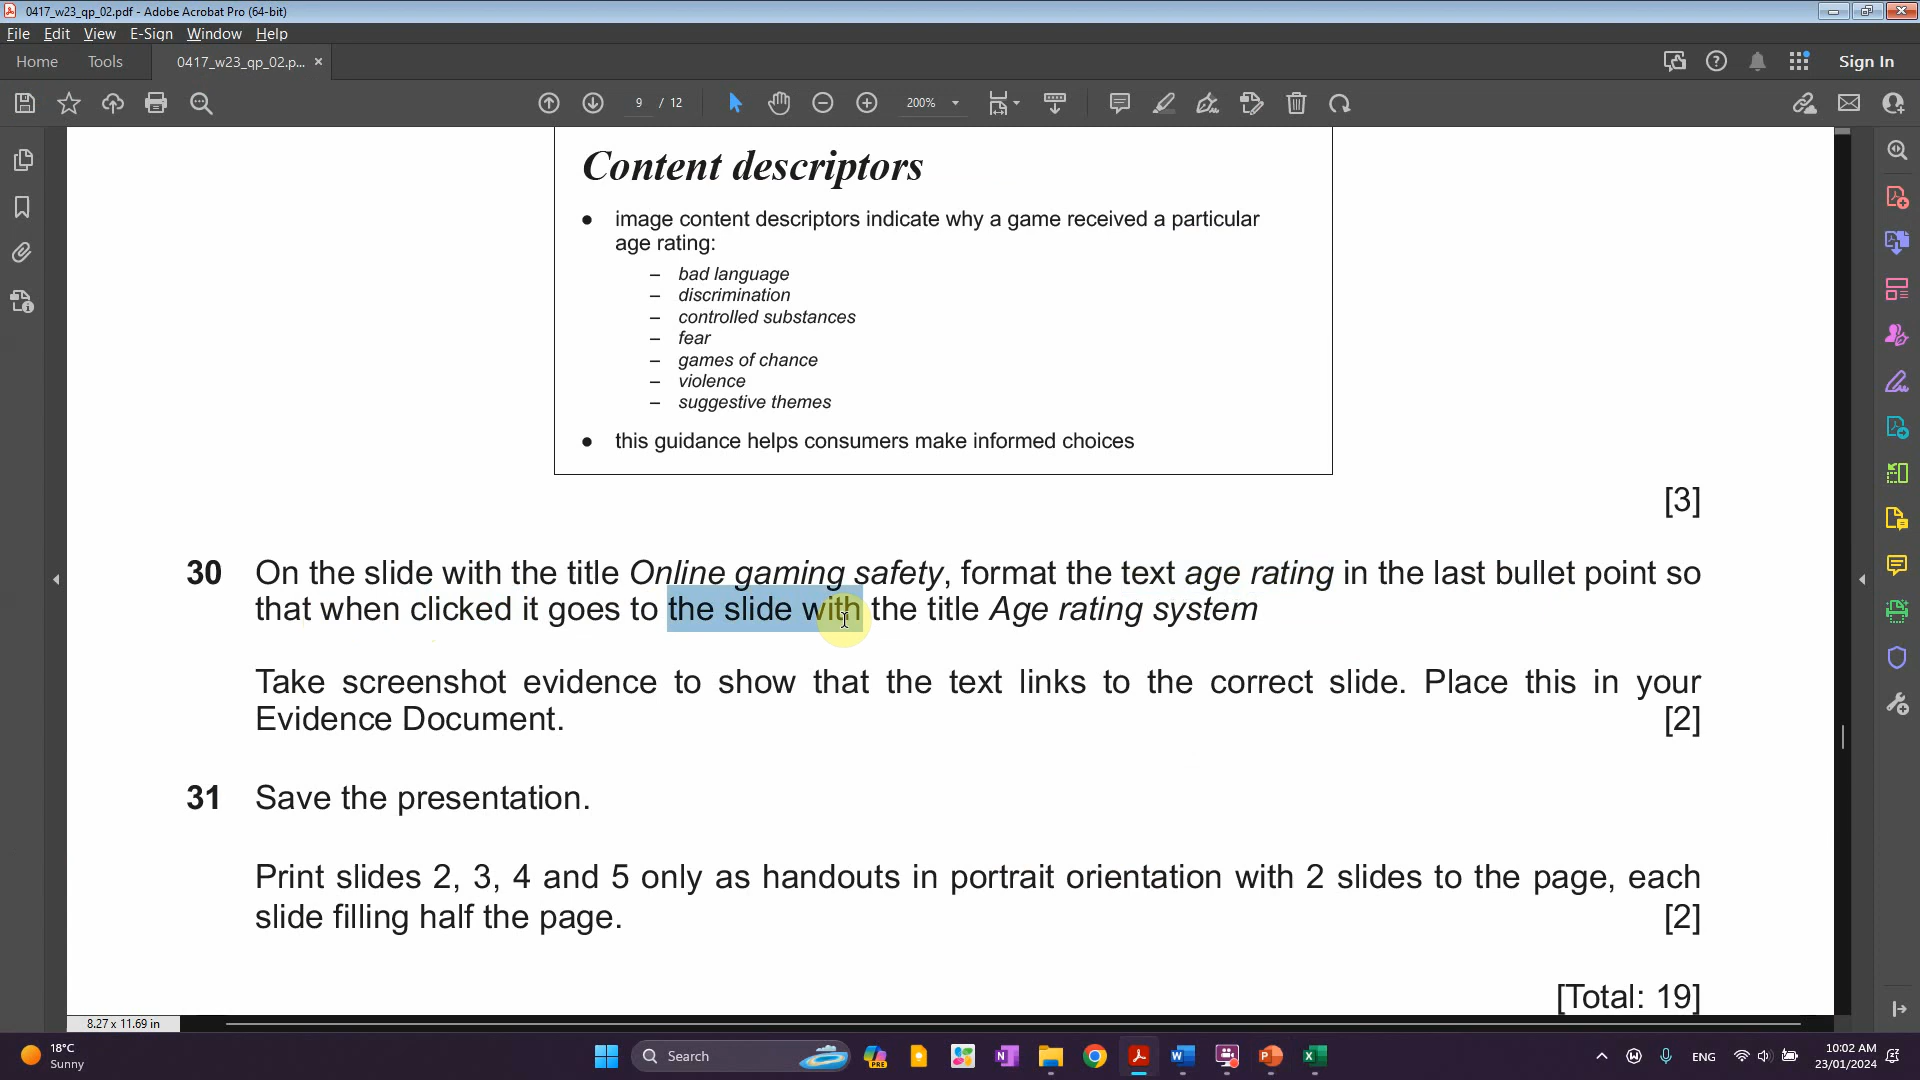 0417_w23_qp_02.pdf - Adobe Acrobat Pro (64-bit)
File Edit View E-Sign Window Help
Home Tools 0417_w23_qp_02.p... × Sign In
9 / 12 200%
Content descriptors
● image content descriptors indicate why a game received a particular
age rating:
– bad language
– discrimination
– controlled substances
– fear
– games of chance
– violence
– suggestive themes
● this guidance helps consumers make informed choices
[3]
30 On the slide with the title Online gaming safety, format the text age rating in the last bullet point so
that when clicked it goes to the slide with the title Age rating system
Take screenshot evidence to show that the text links to the correct slide. Place this in your
Evidence Document. [2]
31 Save the presentation.
Print slides 2, 3, 4 and 5 only as handouts in portrait orientation with 2 slides to the page, each
slide filling half the page. [2]
[Total: 19]
8.27 x 11.69 in
18°C
Sunny
Search
PRE
ENG
10:02 AM
23/01/2024